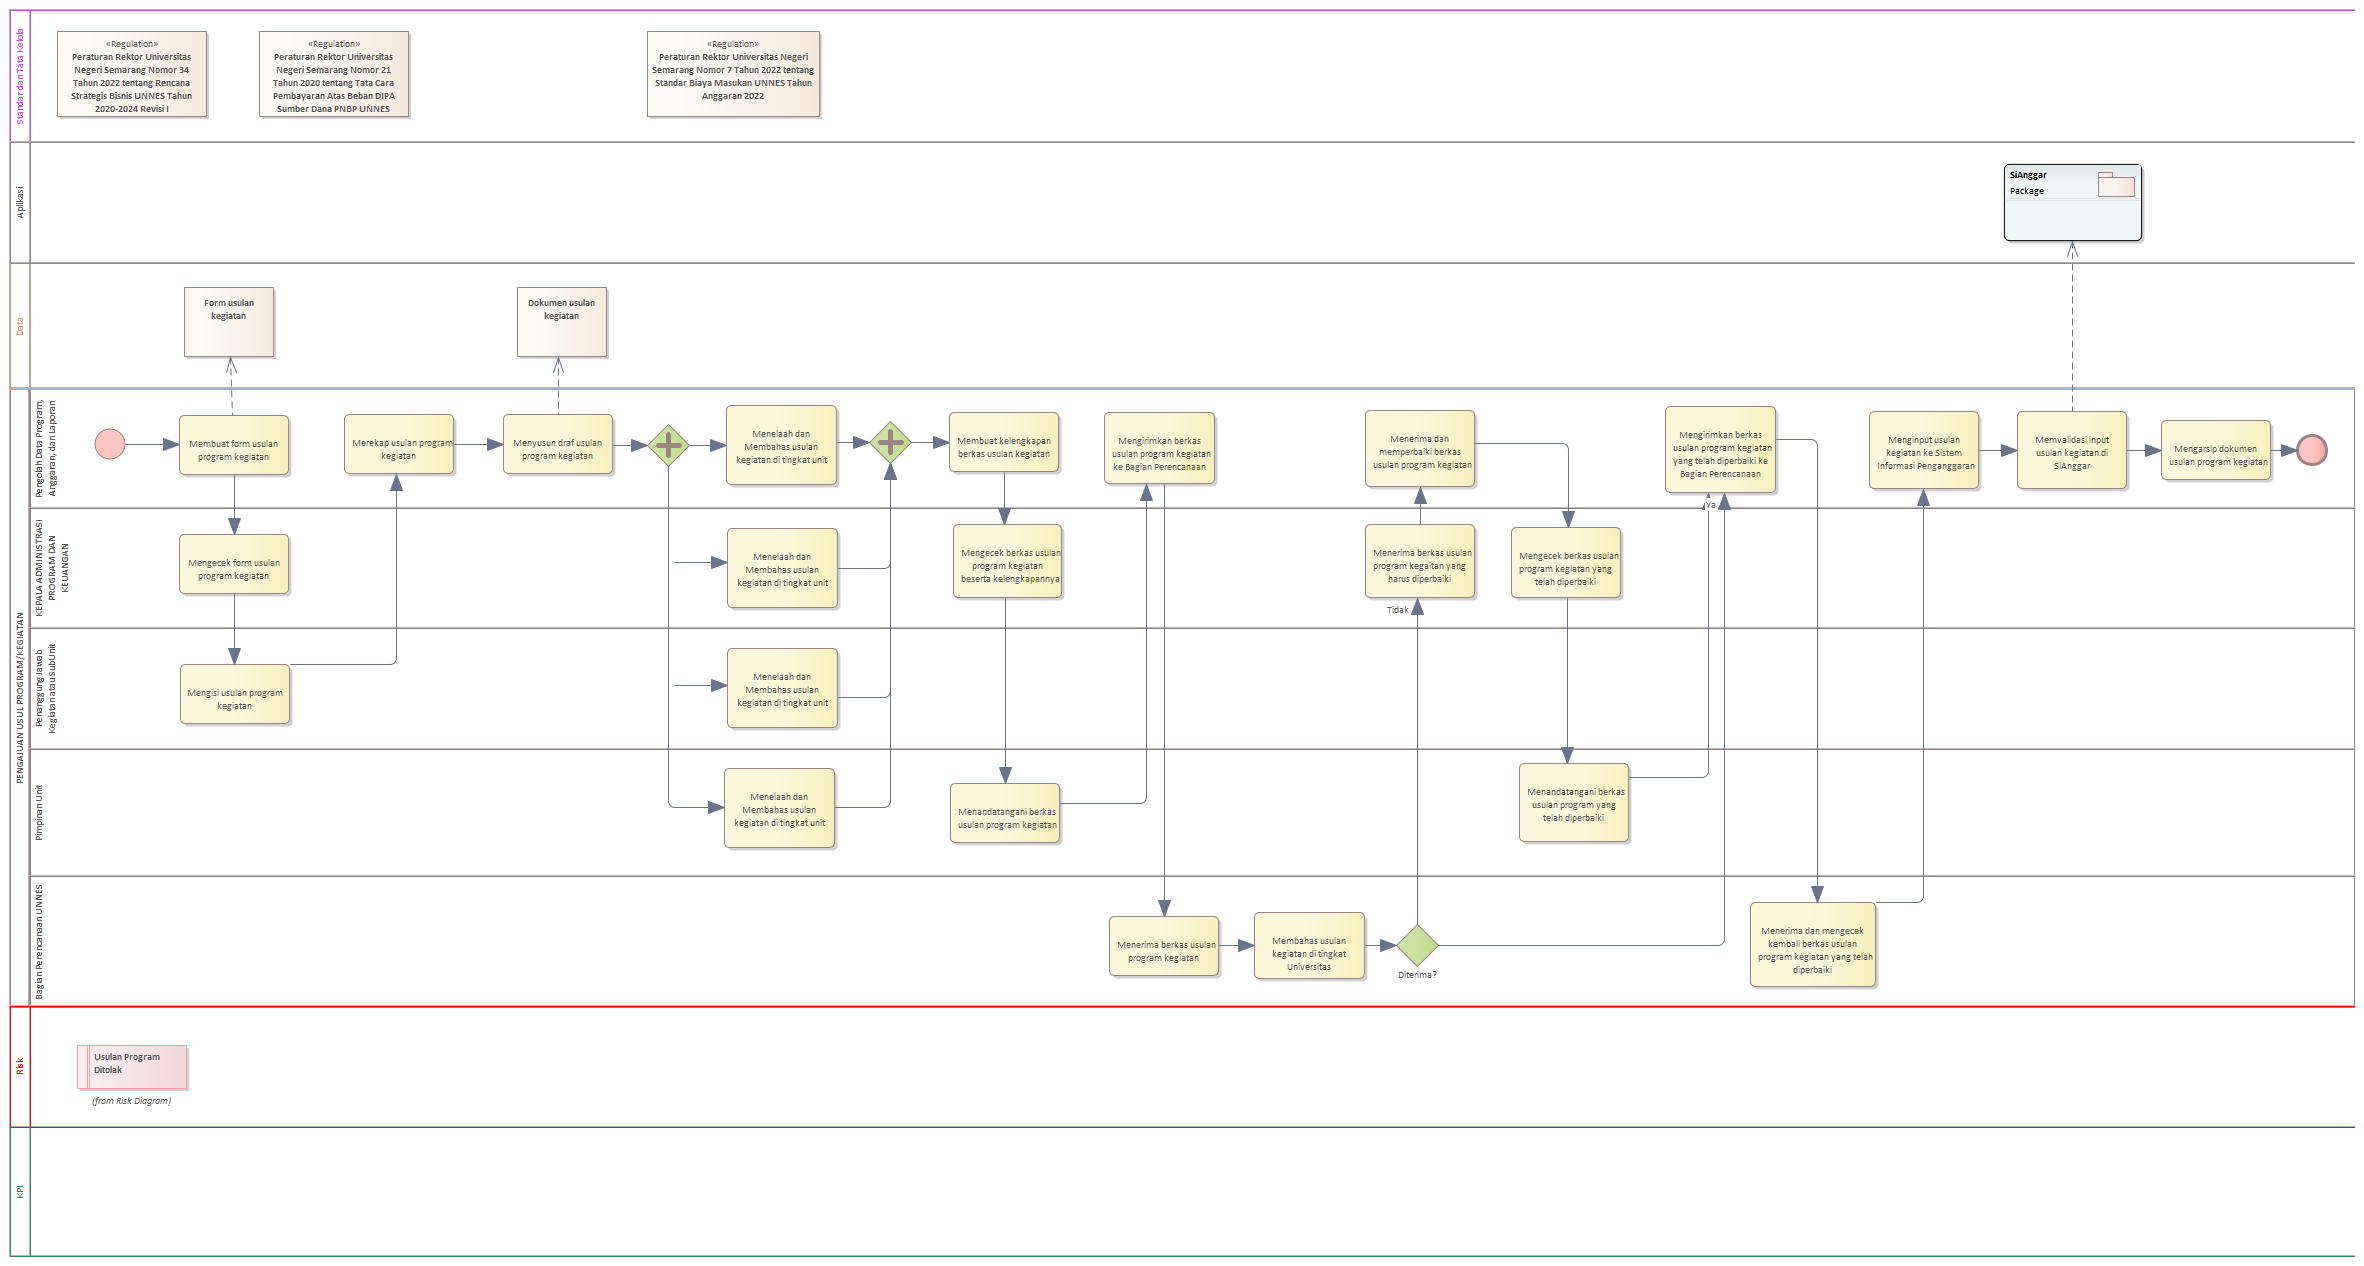 Standar dan Tata Kelola
«Regulation»
Peraturan Rektor Universitas
Negeri Semarang Nomor 34
Tahun 2022 tentang Rencana
Strategis Bisnis UNNES Tahun
2020-2024 Revisi I
«Regulation»
Peraturan Rektor Universitas
Negeri Semarang Nomor 21
Tahun 2020 tentang Tata Cara
Pembayaran Atas Beban DIPA
Sumber Dana PNBP UNNES
«Regulation»
Peraturan Rektor Universitas Negeri
Semarang Nomor 7 Tahun 2022 tentang
Standar Biaya Masukan UNNES Tahun
Anggaran 2022
Aplikasi
SiAnggar
Package
Data
Form usulan
kegiatan
Dokumen usulan
kegiatan
PENGAJUAN USUL PROGRAM/KEGIATAN
Pengolah Data Program,
Anggaran, dan Laporan
Membuat form usulan
program kegiatan
Merekap usulan program
kegiatan
Menyusun draf usulan
program kegiatan
Menelaah dan
Membahas usulan
kegiatan di tingkat unit
Membuat kelengkapan
berkas usulan kegiatan
Mengirimkan berkas
usulan program kegiatan
ke Bagian Perencanaan
Menerima dan
memperbaiki berkas
usulan program kegiatan
Mengirimkan berkas
usulan program kegiatan
yang telah diperbaiki ke
Bagian Perencanaan
Ya
Menginput usulan
kegiatan ke Sistem
Informasi Penganggaran
Memvalidasi input
usulan kegiatan di
SiAnggar
Mengarsip dokumen
usulan program kegiatan
KEPALA ADMINISTRASI
PROGRAM DAN
KEUANGAN
Mengecek form usulan
program kegiatan
Menelaah dan
Membahas usulan
kegiatan di tingkat unit
Mengecek berkas usulan
program kegiatan
beserta kelengkapannya
Menerima berkas usulan
program kegaitan yang
harus diperbaiki
Tidak
Mengecek berkas usulan
program kegiatan yang
telah diperbaiki
Penanggung Jawab
Kegiatan atau SubUnit
Mengisi usulan program
kegiatan
Menelaah dan
Membahas usulan
kegiatan di tingkat unit
Pimpinan Unit
Menelaah dan
Membahas usulan
kegiatan di tingkat unit
Menandatangani berkas
usulan program kegiatan
Menandatangani berkas
usulan program yang
telah diperbaiki
Bagian Perencanaan UNNES
Menerima berkas usulan
program kegiatan
Membahas usulan
kegiatan di tingkat
Universitas
Diterima?
Menerima dan mengecek
kembali berkas usulan
program kegiatan yang telah
diperbaiki
Risk
Usulan Program
Ditolak
(from Risk Diagram)
KPI